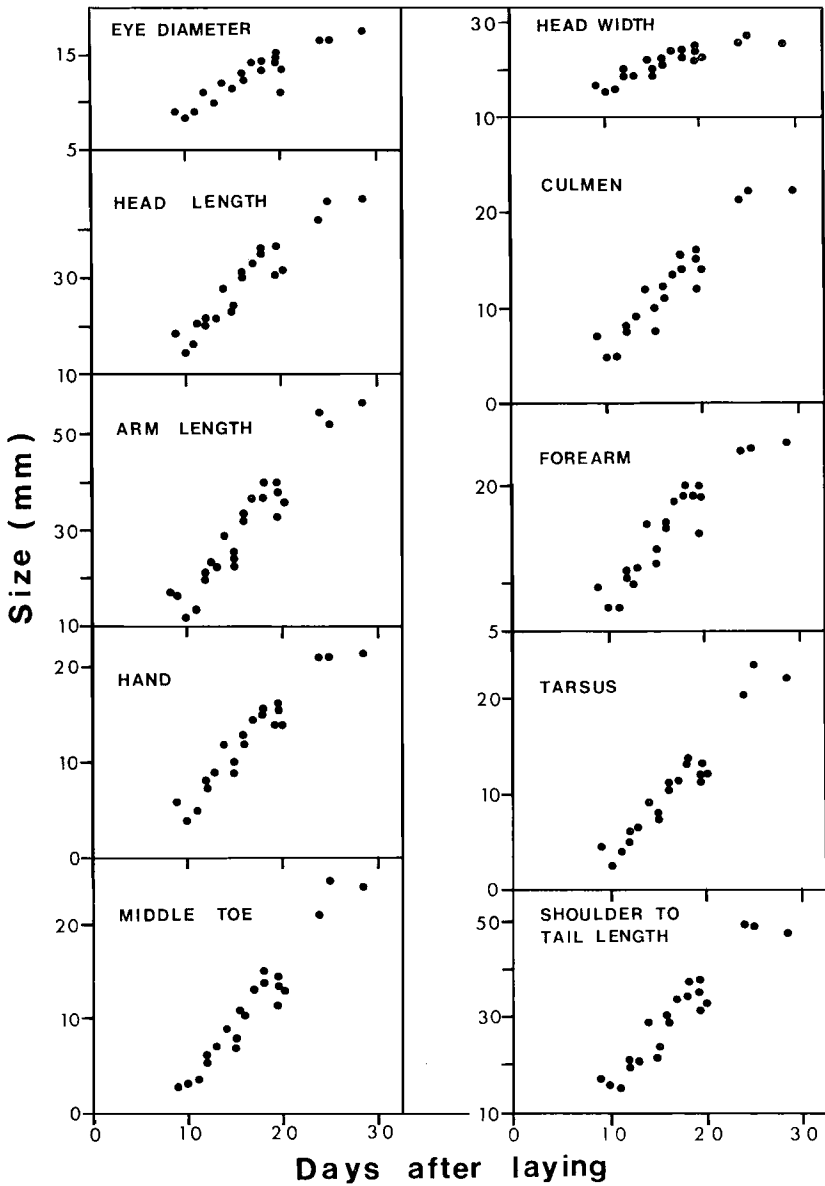 EYE DIAMETER
15
5
HEAD LENGTH
30
10
ARM LENGTH
50
30
10
HAND
20
10
0
MIDDLE TOE
20
10
0
0 10 20 30
HEAD WIDTH
30
10
CULMEN
20
10
0
FOREARM
20
5
TARSUS
20
10
0
SHOULDER TO
TAIL LENGTH
50
30
10
0 10 20 30
Size (mm)
Days after laying